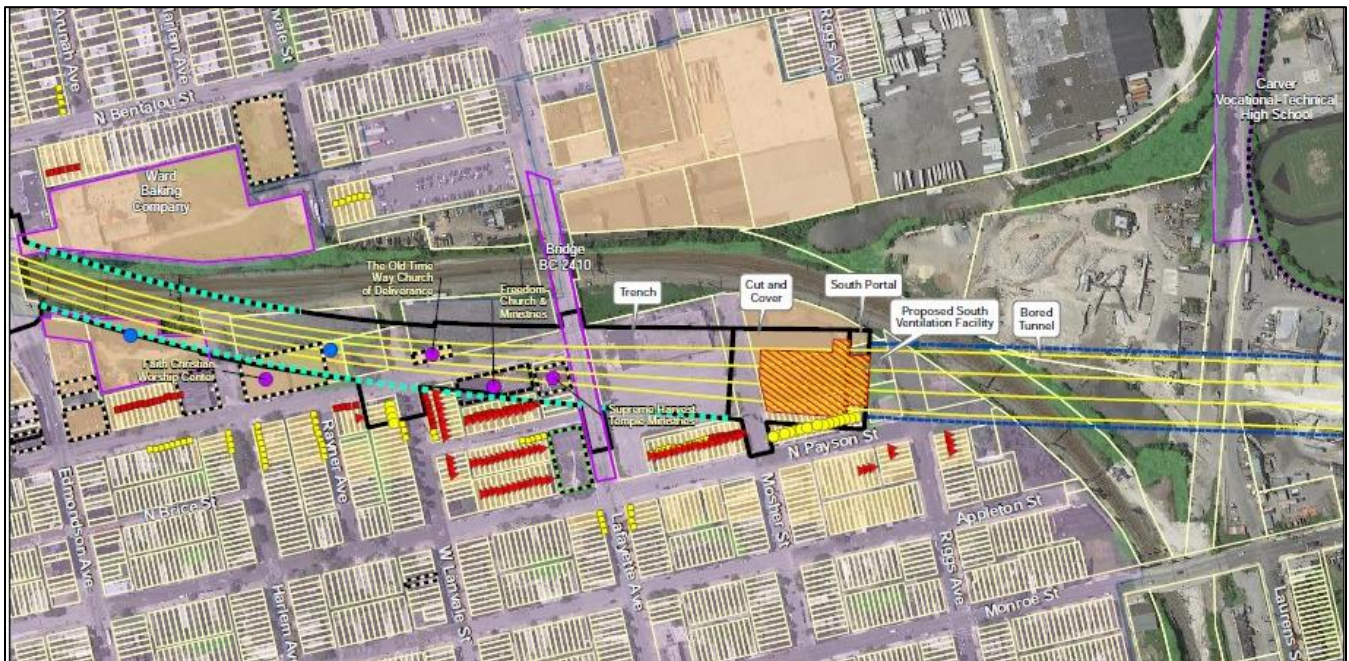 Arunah Ave
Harlem Ave
nvale St
Riggs Ave
N Bentalou St
Carver
Vocational-Technical
High School
Ward
Baking
Company
Bridge
BC 2410
The Old Time
Way Church
of Deliverance
Freedom
Church &
Ministries
Trench
Cut and
Cover
South Portal
Proposed South
Ventilation Facility
Bored
Tunnel
Faith Christian
Worship Center
Supreme Harvest
Temple Ministries
Edmondson Ave
N Brice St
Rayner Ave
Harlem Ave
W Lanvale St
Lafayette Ave
Mosher St
N Payson St
Riggs Ave
Appleton St
Monroe St
Laurens St